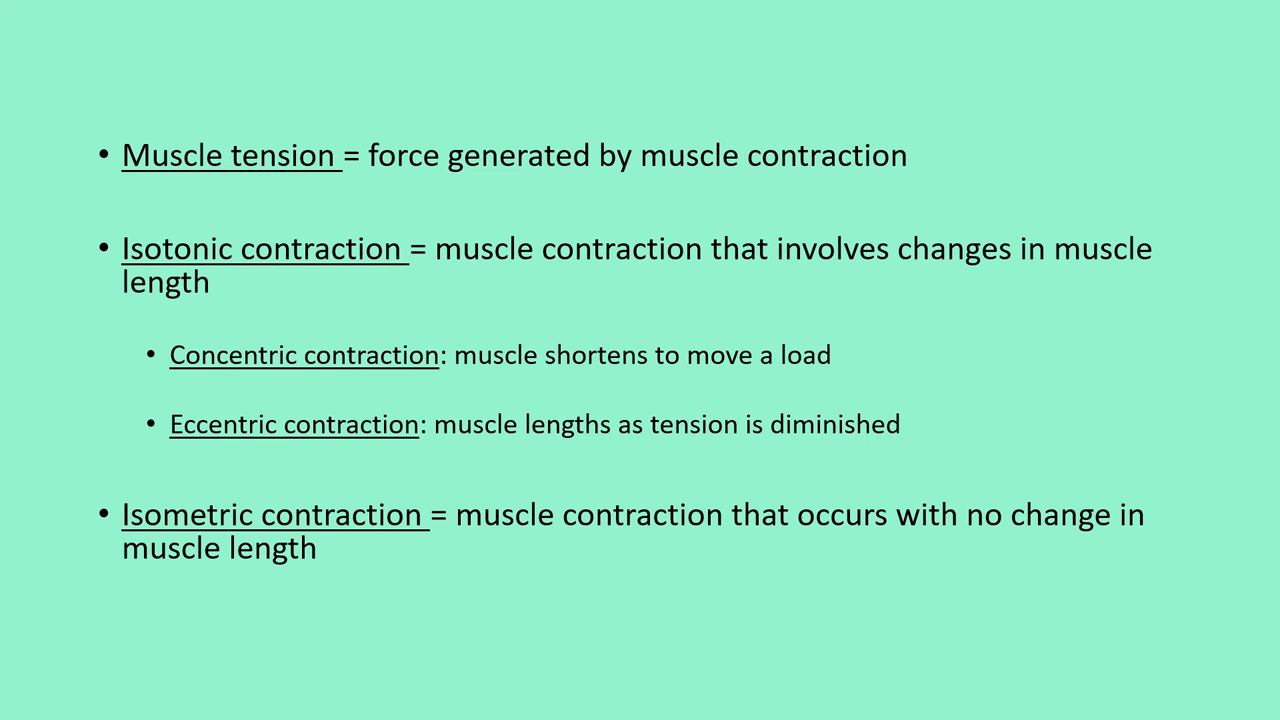 • Muscle tension = force generated by muscle contraction
• Isotonic contraction = muscle contraction that involves changes in muscle
length
• Concentric contraction: muscle shortens to move a load
• Eccentric contraction: muscle lengths as tension is diminished
• Isometric contraction = muscle contraction that occurs with no change in
muscle length